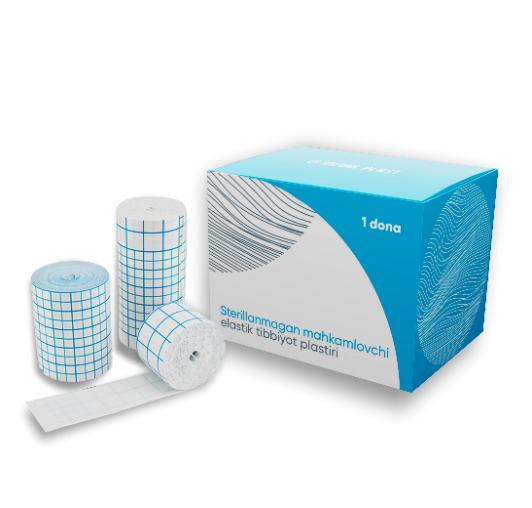 1 dona
Sterillanmagan mahkamlovchi
elastik tibbiyot plastiri